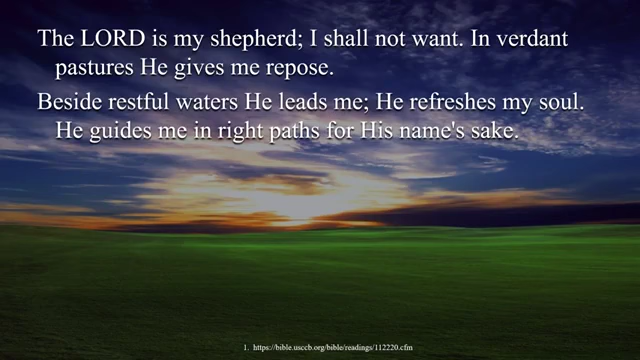 The LORD is my shepherd; I shall not want. In verdant
pastures He gives me repose.
Beside restful waters He leads me; He refreshes my soul.
He guides me in right paths for His name's sake.
1. https://bible.usccb.org/bible/readings/112220.cfm